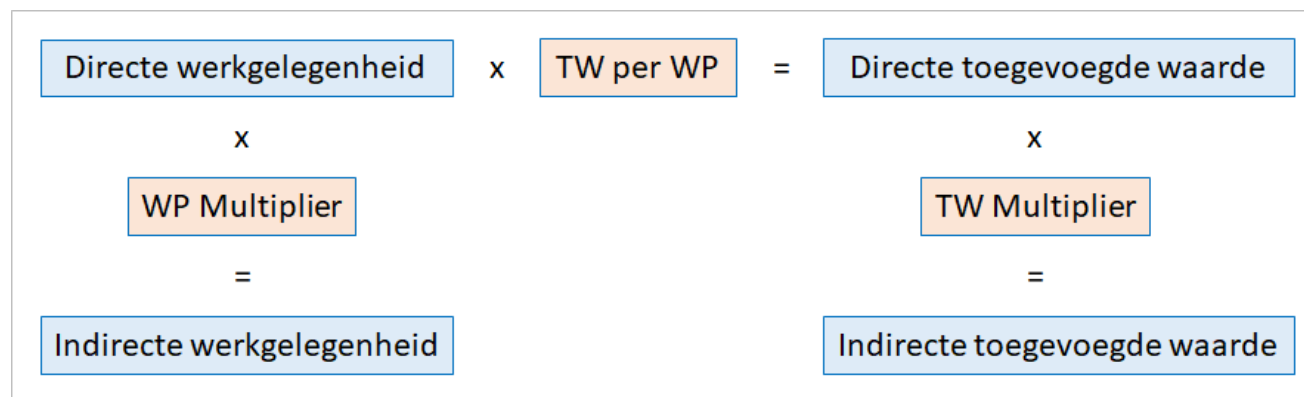 Directe werkgelegenheid x TW per WP = Directe toegevoegde waarde
x x
WP Multiplier TW Multiplier
= =
Indirecte werkgelegenheid Indirecte toegevoegde waarde